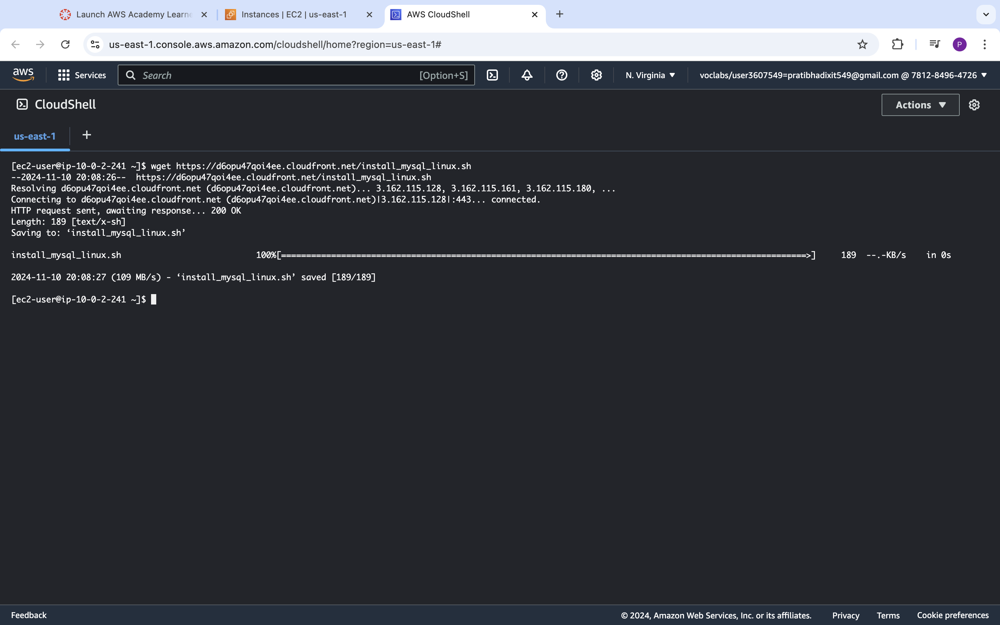 Launch AWS Academy Learne
Instances | EC2 | us-east-1
AWS CloudShell
us-east-1.console.aws.amazon.com/cloudshell/home?region=us-east-1#
P
aws
Services
Search
[Option+S]
N. Virginia
voclabs/user3607549=pratibhadixit549@gmail.com @ 7812-8496-4726
CloudShell
Actions
us-east-1
[ec2-user@ip-10-0-2-241 ~]$ wget https://d6opu47qoi4ee.cloudfront.net/install_mysql_linux.sh
--2024-11-10 20:08:26--  https://d6opu47qoi4ee.cloudfront.net/install_mysql_linux.sh
Resolving d6opu47qoi4ee.cloudfront.net (d6opu47qoi4ee.cloudfront.net)... 3.162.115.128, 3.162.115.161, 3.162.115.180, ...
Connecting to d6opu47qoi4ee.cloudfront.net (d6opu47qoi4ee.cloudfront.net)|3.162.115.128|:443... connected.
HTTP request sent, awaiting response... 200 OK
Length: 189 [text/x-sh]
Saving to: ‘install_mysql_linux.sh’
install_mysql_linux.sh 100%[=========================================================================================================>] 189 --.-KB/s in 0s
2024-11-10 20:08:27 (109 MB/s) - ‘install_mysql_linux.sh’ saved [189/189]
[ec2-user@ip-10-0-2-241 ~]$
Feedback
© 2024, Amazon Web Services, Inc. or its affiliates.
Privacy
Terms
Cookie preferences